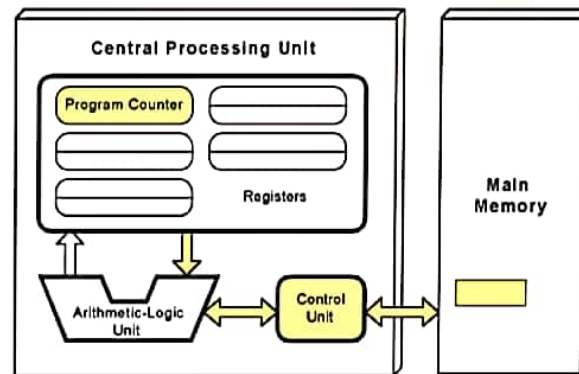 Central Processing Unit
Program Counter
Registers
Main
Memory
Arithmetic-Logic
Unit
Control
Unit